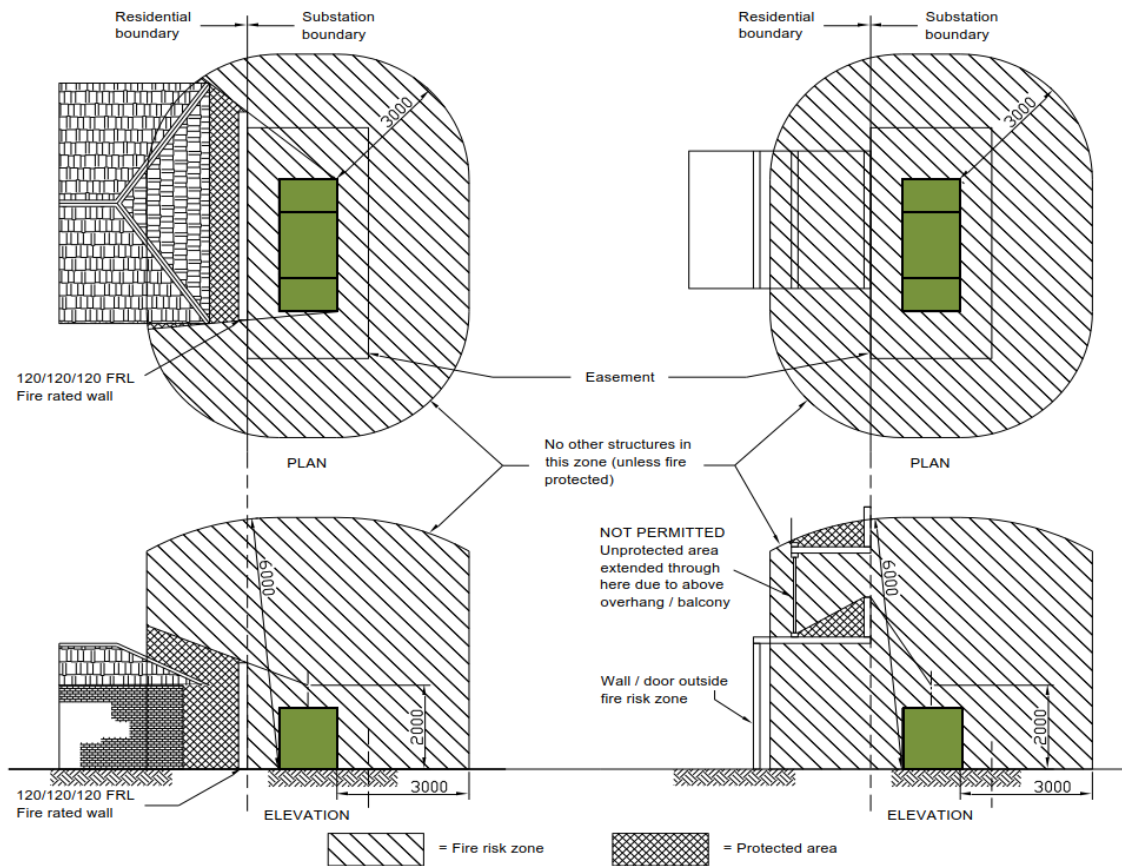 Residential
boundary
Substation
boundary
Residential
boundary
Substation
boundary
3000
3000
120/120/120 FRL
Fire rated wall
Easement
No other structures in
this zone (unless fire
protected)
PLAN
PLAN
6000
2000
3000
NOT PERMITTED
Unprotected area
extended through
here due to above
overhang / balcony
6000
Wall / door outside
fire risk zone
2000
3000
120/120/120 FRL
Fire rated wall
ELEVATION
ELEVATION
= Fire risk zone
= Protected area